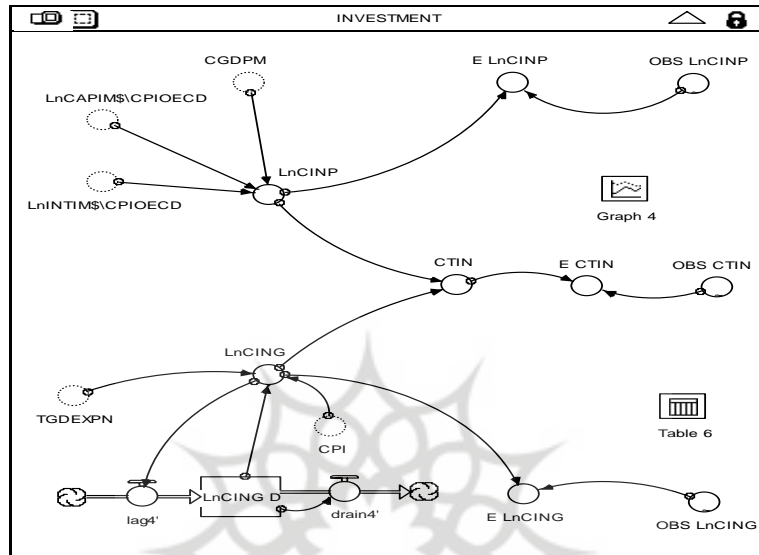 INVESTMENT
CGDPM
E LnCINP
OBS LnCINP
LnCAPIM$\CPIOECD
LnCINP
LnINTIM$\CPIOECD
Graph 4
CTIN
E CTIN
OBS CTIN
LnCING
TGDEXPN
CPI
Table 6
LnCING D
lag4'
drain4'
E LnCING
OBS LnCING